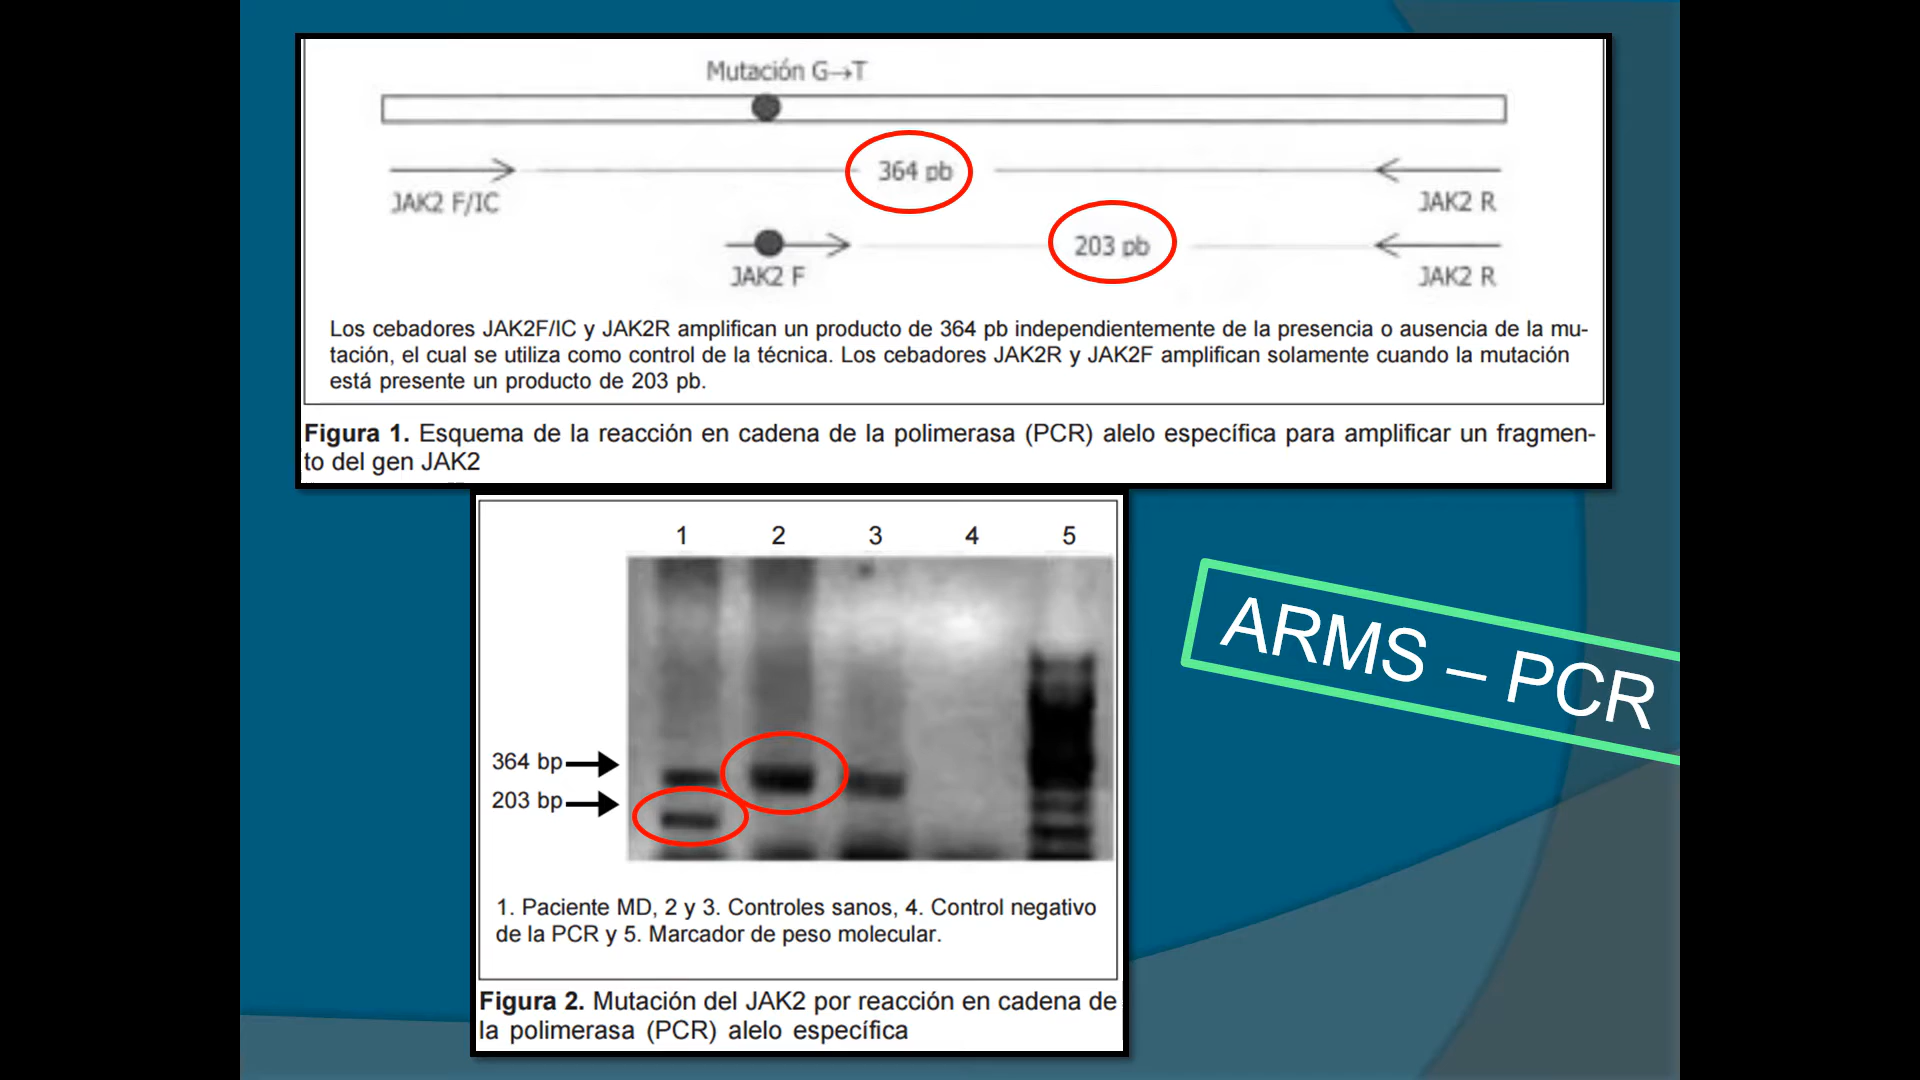 Mutación G→T
364 pb
JAK2 F/IC
JAK2 R
203 pb
JAK2 F
JAK2 R
Los cebadores JAK2F/IC y JAK2R amplifican un producto de 364 pb independientemente de la presencia o ausencia de la mu-
tación, el cual se utiliza como control de la técnica. Los cebadores JAK2R y JAK2F amplifican solamente cuando la mutación
está presente un producto de 203 pb.
Figura 1. Esquema de la reacción en cadena de la polimerasa (PCR) alelo específica para amplificar un fragmen-
to del gen JAK2
1 2 3 4 5
364 bp
203 bp
1. Paciente MD, 2 y 3. Controles sanos, 4. Control negativo
de la PCR y 5. Marcador de peso molecular.
Figura 2. Mutación del JAK2 por reacción en cadena de
la polimerasa (PCR) alelo específica
ARMS – PCR